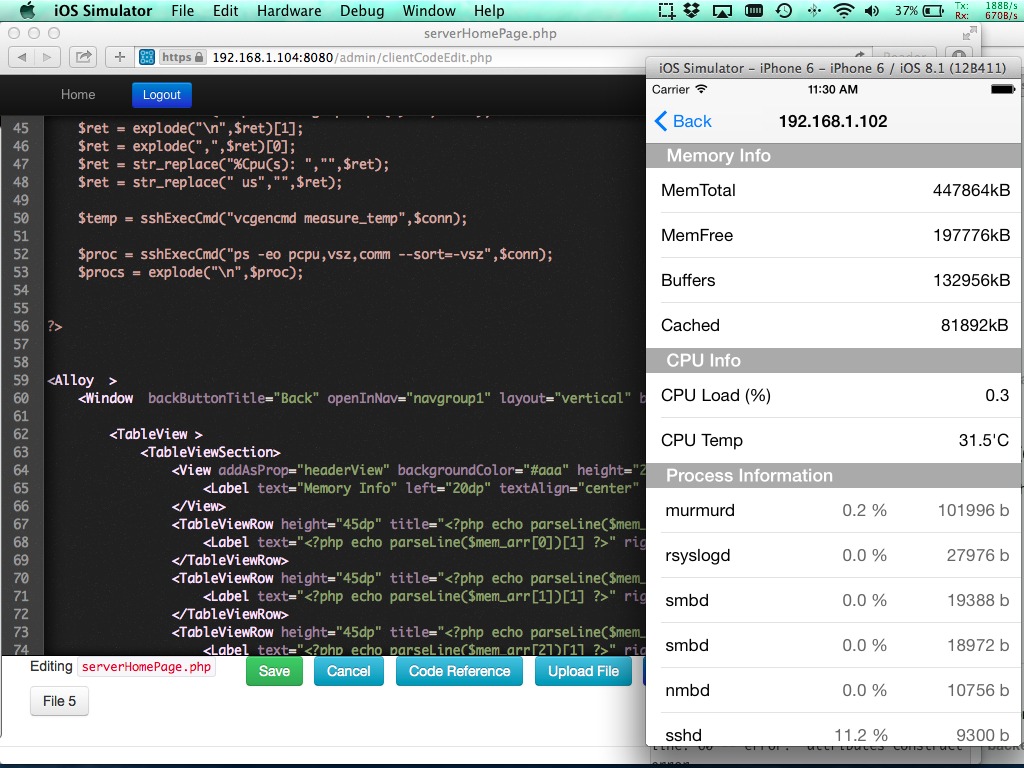 iOS Simulator File Edit Hardware Debug Window Help 37% Tx: 188B/s
Rx: 670B/s
serverHomePage.php
https 192.168.1.104:8080/admin/clientCodeEdit.php Reader
Home Logout
45 $ret = explode("\n",$ret)[1];
46 $ret = explode(",",$ret)[0];
47 $ret = str_replace("%Cpu(s): ","",$ret);
48 $ret = str_replace(" us","",$ret);
49
50 $temp = sshExecCmd("vcgencmd measure_temp",$conn);
51
52 $proc = sshExecCmd("ps -eo pcpu,vsz,comm --sort=-vsz",$conn);
53 $procs = explode("\n",$proc);
54
55
56 ?>
57
58
59 <Alloy >
60 <Window backButtonTitle="Back" openInNav="navgroup1" layout="vertical" b
61
62 <TableView >
63 <TableViewSection>
64 <View addAsProp="headerView" backgroundColor="#aaa" height="2
65 <Label text="Memory Info" left="20dp" textAlign="center"
66 </View>
67 <TableViewRow height="45dp" title="<?php echo parseLine($mem_
68 <Label text="<?php echo parseLine($mem_arr[0])[1] ?>" rig
69 </TableViewRow>
70 <TableViewRow height="45dp" title="<?php echo parseLine($mem_
71 <Label text="<?php echo parseLine($mem_arr[1])[1] ?>" rig
72 </TableViewRow>
73 <TableViewRow height="45dp" title="<?php echo parseLine($mem_
74 <Label text="<?php echo parseLine($mem_arr[2])[1] ?>" rig
Editing serverHomePage.php Save Cancel Code Reference Upload File
File 5
iOS Simulator - iPhone 6 - iPhone 6 / iOS 8.1 (12B411)
Carrier 11:30 AM
Back 192.168.1.102
Memory Info
MemTotal 447864kB
MemFree 197776kB
Buffers 132956kB
Cached 81892kB
CPU Info
CPU Load (%) 0.3
CPU Temp 31.5'C
Process Information
murmurd 0.2 % 101996 b
rsyslogd 0.0 % 27976 b
smbd 0.0 % 19388 b
smbd 0.0 % 18972 b
nmbd 0.0 % 10756 b
sshd 11.2 % 9300 b